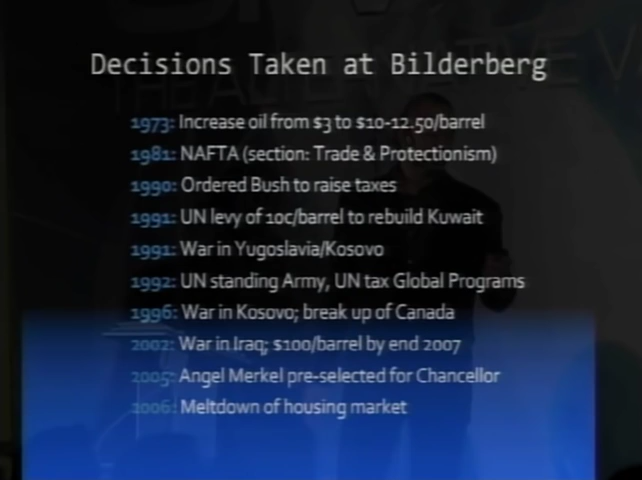 THE ALTERNATIVE V
Decisions Taken at Bilderberg
1973: Increase oil from $3 to $10-12.50/barrel
1981: NAFTA (section: Trade & Protectionism)
1990: Ordered Bush to raise taxes
1991: UN levy of 10c/barrel to rebuild Kuwait
1991: War in Yugoslavia/Kosovo
1992: UN standing Army, UN tax Global Programs
1996: War in Kosovo; break up of Canada
2002: War in Iraq; $100/barrel by end 2007
2005: Angel Merkel pre-selected for Chancellor
2006: Meltdown of housing market